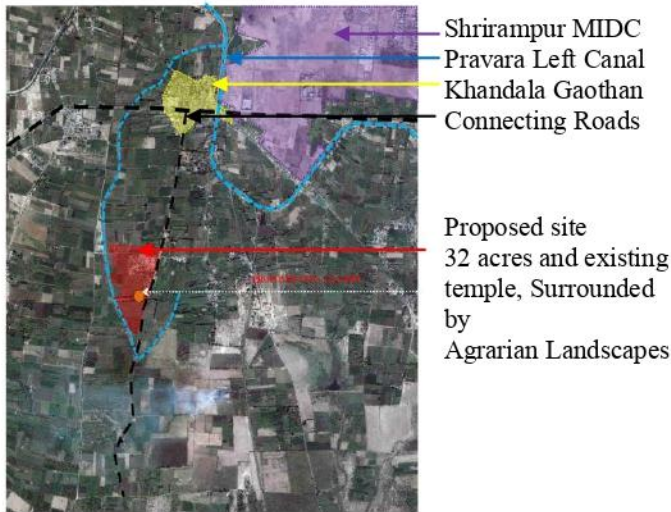 Shrirampur MIDC
Pravara Left Canal
Khandala Gaothan
Connecting Roads
Proposed site
32 acres and existing
temple, Surrounded
by
Agrarian Landscapes